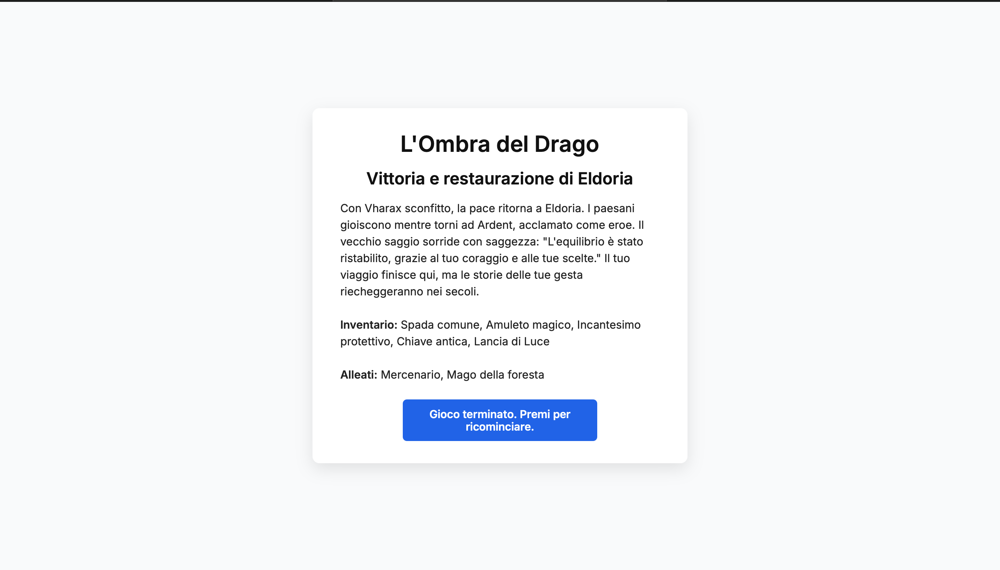 L'Ombra del Drago
Vittoria e restaurazione di Eldoria
Con Vharax sconfitto, la pace ritorna a Eldoria. I paesani
gioiscono mentre torni ad Ardent, acclamato come eroe. Il
vecchio saggio sorride con saggezza: "L'equilibrio è stato
ristabilito, grazie al tuo coraggio e alle tue scelte." Il tuo
viaggio finisce qui, ma le storie delle tue gesta
riecheggeranno nei secoli.
Inventario: Spada comune, Amuleto magico, Incantesimo
protettivo, Chiave antica, Lancia di Luce
Alleati: Mercenario, Mago della foresta
Gioco terminato. Premi per
ricominciare.